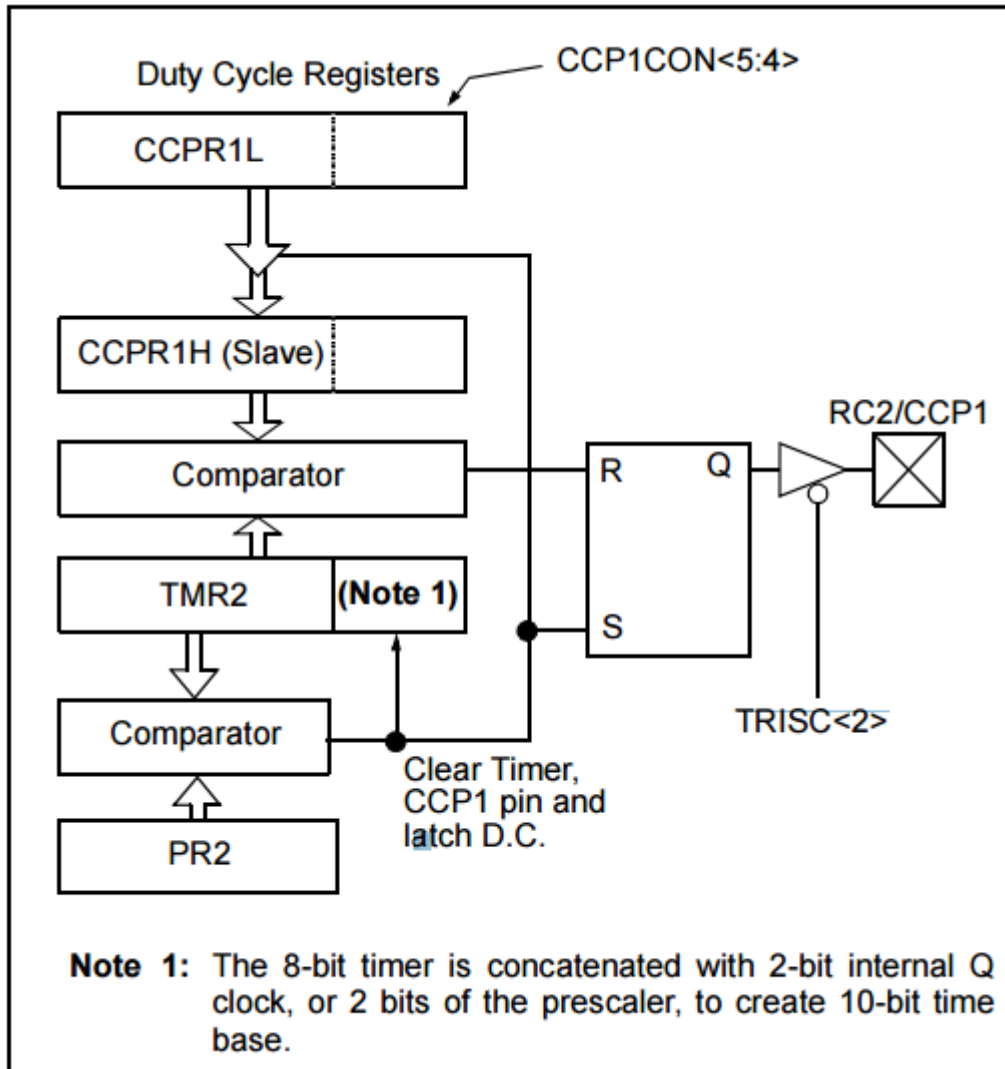 Duty Cycle Registers
CCP1CON<5:4>
CCPR1L
CCPR1H (Slave)
RC2/CCP1
Comparator
R
Q
TMR2
(Note 1)
S
Comparator
TRISC<2>
Clear Timer,
CCP1 pin and
latch D.C.
PR2
Note 1: The 8-bit timer is concatenated with 2-bit internal Q
clock, or 2 bits of the prescaler, to create 10-bit time
base.